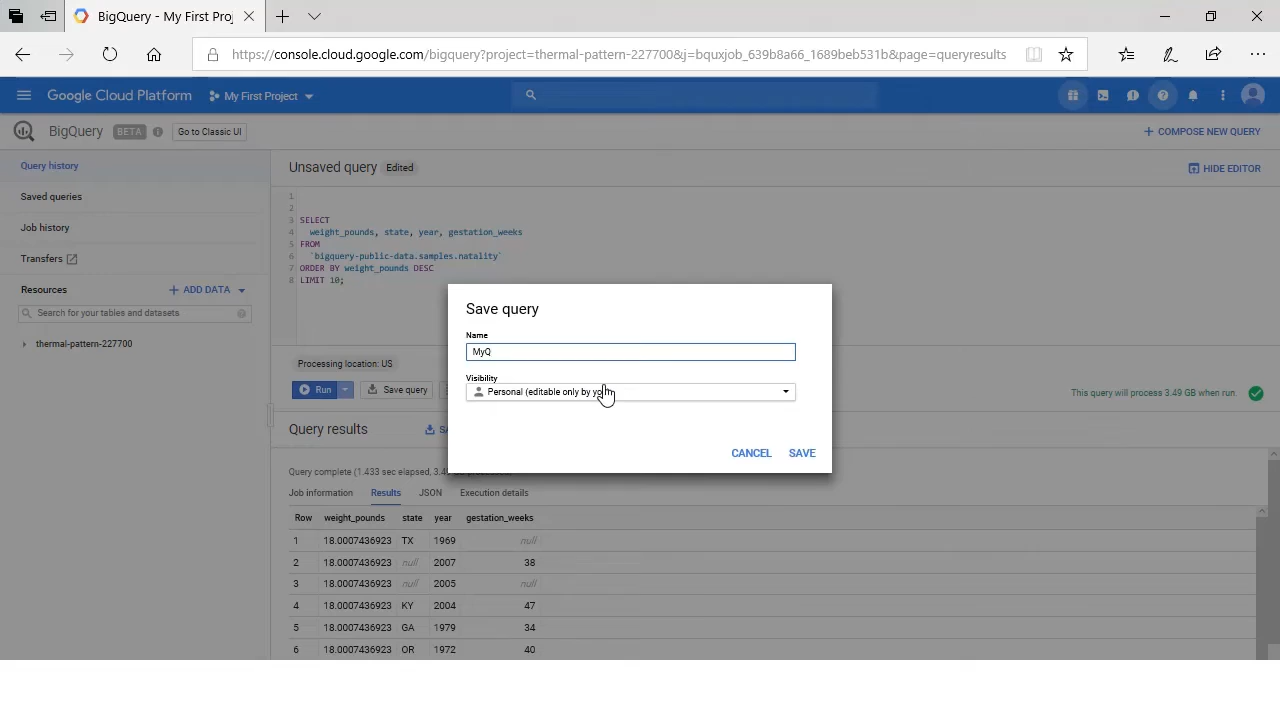 BigQuery - My First Proj
https://console.cloud.google.com/bigquery?project=thermal-pattern-227700&j=bquxjob_639b8a66_1689beb531b&page=queryresults
Google Cloud Platform
My First Project
BigQuery BETA Go to Classic UI
COMPOSE NEW QUERY
Query history
Saved queries
Job history
Transfers
Resources
ADD DATA
Search for your tables and datasets
thermal-pattern-227700
Unsaved query Edited
HIDE EDITOR
1
2
3 SELECT
4 weight_pounds, state, year, gestation_weeks
5 FROM
6 `bigquery-public-data.samples.natality`
7 ORDER BY weight_pounds DESC
8 LIMIT 10;
Save query
Name
MyQ
Visibility
Personal (editable only by
CANCEL SAVE
Processing location: US
Run Save query
This query will process 3.49 GB when run.
Query results
Query complete (1.433 sec elapsed,
Job information Results JSON Execution details
Row weight_pounds state year gestation_weeks
1 18.0007436923 TX 1969 null
2 18.0007436923 null 2007 38
3 18.0007436923 null 2005 null
4 18.0007436923 KY 2004 47
5 18.0007436923 GA 1979 34
6 18.0007436923 OR 1972 40